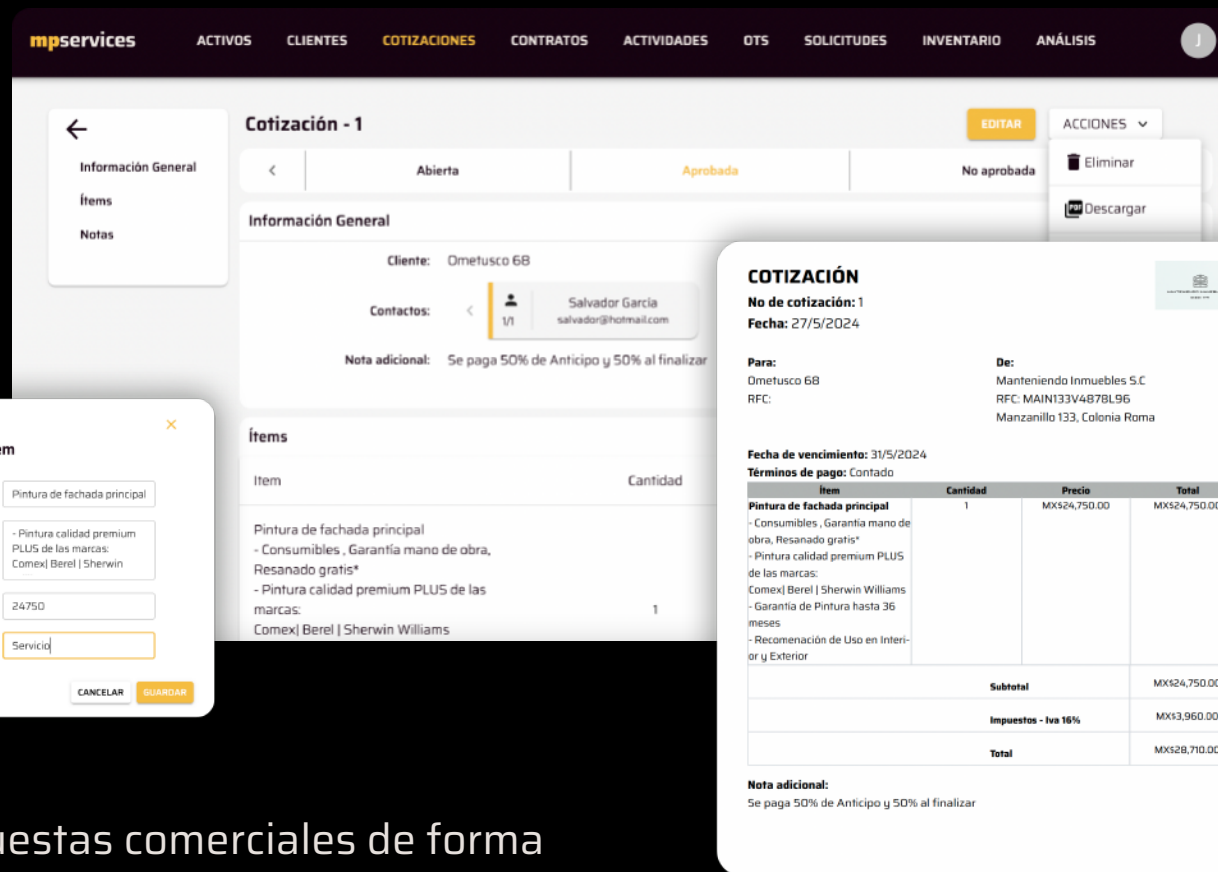 mpservices
ACTIVOS
CLIENTES
COTIZACIONES
CONTRATOS
ACTIVIDADES
OTS
SOLICITUDES
INVENTARIO
ANÁLISIS
J
Información General
Ítems
Notas
Cotización - 1
EDITAR
ACCIONES
Eliminar
PDF Descargar
Abierta
Aprobada
No aprobada
Información General
Cliente: Ometusco 68
Contactos:
1/1
Salvador García
salvador@hotmail.com
Nota adicional: Se paga 50% de Anticipo y 50% al finalizar
Ítems
Item Cantidad
Pintura de fachada principal
- Consumibles , Garantía mano de obra,
Resanado gratis*
- Pintura calidad premium PLUS de las
marcas:
1
Comex| Berel | Sherwin Williams
em
Pintura de fachada principal
- Pintura calidad premium
PLUS de las marcas:
Comex| Berel | Sherwin
24750
Servicio
CANCELAR
GUARDAR
COTIZACIÓN
No de cotización: 1
Fecha: 27/5/2024
Para:
Ometusco 68
RFC:
De:
Manteniendo Inmuebles S.C
RFC: MAIN133V4878L96
Manzanillo 133, Colonia Roma
Fecha de vencimiento: 31/5/2024
Términos de pago: Contado
Ítem Cantidad Precio Total
Pintura de fachada principal 1 MX$24,750.00 MX$24,750.00
- Consumibles , Garantía mano de
obra, Resanado gratis*
- Pintura calidad premium PLUS
de las marcas:
Comex| Berel | Sherwin Williams
- Garantía de Pintura hasta 36
meses
- Recomenación de Uso en Interi-
or y Exterior
Subtotal MX$24,750.00
Impuestos - Iva 16% MX$3,960.00
Total MX$28,710.00
Nota adicional:
Se paga 50% de Anticipo y 50% al finalizar
uestas comerciales de forma